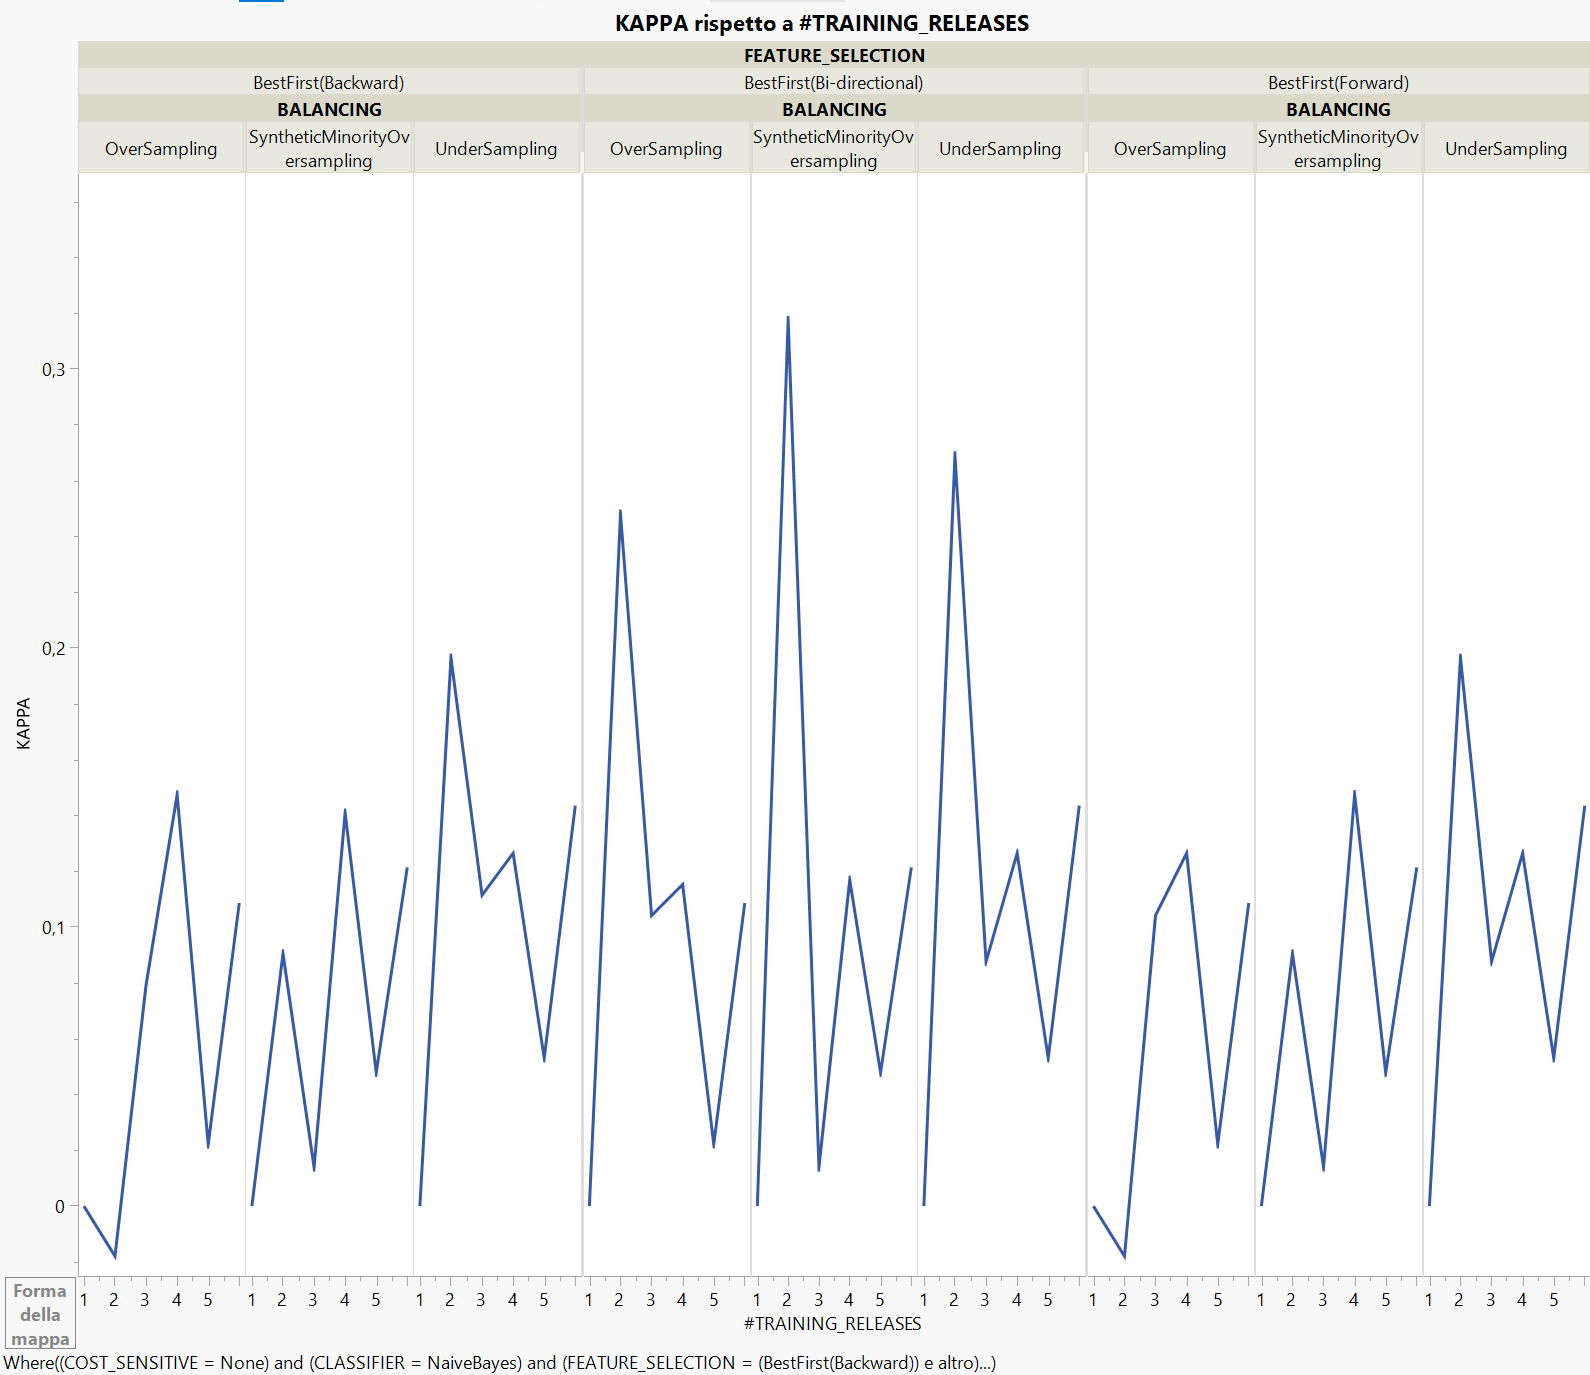 KAPPA rispetto a #TRAINING_RELEASES
FEATURE_SELECTION
BestFirst(Backward) BestFirst(Bi-directional) BestFirst(Forward)
BALANCING BALANCING BALANCING
OverSampling SyntheticMinorityOv UnderSampling OverSampling SyntheticMinorityOv UnderSampling OverSampling SyntheticMinorityOv UnderSampling
ersampling ersampling ersampling
0,3
0,2
KAPPA
0,1
0
Forma
della
mappa
1 2 3 4 5 1 2 3 4 5 1 2 3 4 5 1 2 3 4 5 1 2 3 4 5 1 2 3 4 5 1 2 3 4 5 1 2 3 4 5 1 2 3 4 5
#TRAINING_RELEASES
Where((COST_SENSITIVE = None) and (CLASSIFIER = NaiveBayes) and (FEATURE_SELECTION = (BestFirst(Backward)) e altro)...)